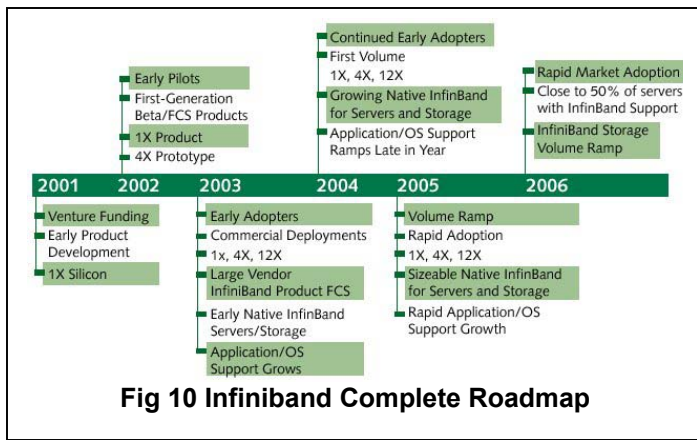 Continued Early Adopters
First Volume
1X, 4X, 12X
Growing Native InfinBand
for Servers and Storage
Application/OS Support
Ramps Late in Year
Early Pilots
First-Generation
Beta/FCS Products
1X Product
4X Prototype
Rapid Market Adoption
Close to 50% of servers
with InfinBand Support
InfiniBand Storage
Volume Ramp
2001 2002 2003 2004 2005 2006
Venture Funding
Early Product
Development
1X Silicon
Early Adopters
Commercial Deployments
1x, 4X, 12X
Large Vendor
InfiniBand Product FCS
Early Native InfinBand
Servers/Storage
Application/OS
Support Grows
Volume Ramp
Rapid Adoption
1X, 4X, 12X
Sizeable Native InfinBand
for Servers and Storage
Rapid Application/OS
Support Growth
Fig 10 Infiniband Complete Roadmap